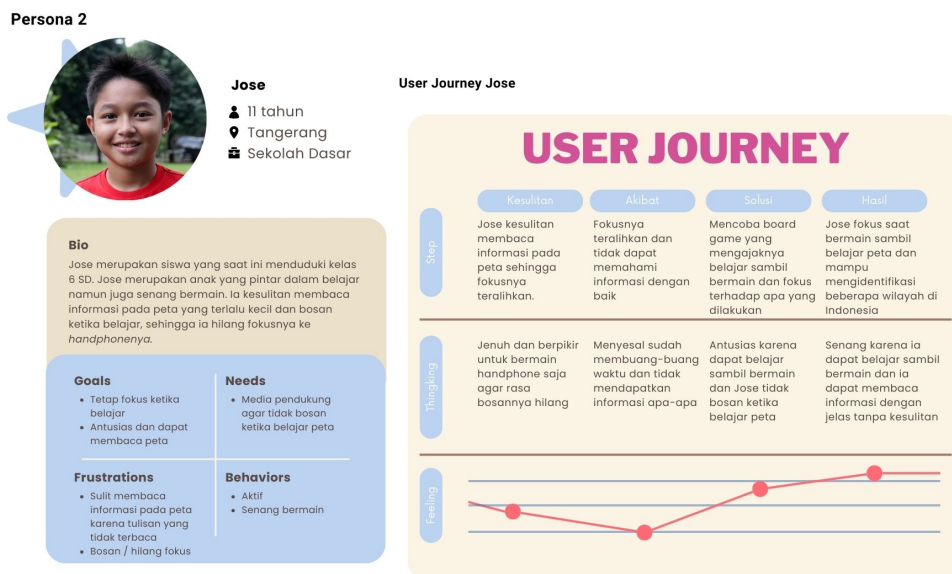 Persona 2
Jose
11 tahun
Tangerang
Sekolah Dasar
Bio
Jose merupakan siswa yang saat ini menduduki kelas
6 SD. Jose merupakan anak yang pintar dalam belajar
namun juga senang bermain. Ia kesulitan membaca
informasi pada peta yang terlalu kecil dan bosan
ketika belajar, sehingga ia hilang fokusnya ke
handphonenya.
Goals
• Tetap fokus ketika
belajar
• Antusias dan dapat
membaca peta
Needs
• Media pendukung
agar tidak bosan
ketika belajar peta
Frustrations
• Sulit membaca
informasi pada peta
karena tulisan yang
tidak terbaca
• Bosan / hilang fokus
Behaviors
• Aktif
• Senang bermain
User Journey Jose
USER JOURNEY
Kesulitan
Akibat
Solusi
Hasil
Step
Jose kesulitan
membaca
informasi pada
peta sehingga
fokusnya
teralihkan.
Fokusnya
teralihkan dan
tidak dapat
memahami
informasi dengan
baik
Mencoba board
game yang
mengajaknya
belajar sambil
bermain dan fokus
terhadap apa yang
dilakukan
Jose fokus saat
bermain sambil
belajar peta dan
mampu
mengidentifikasi
beberapa wilayah di
Indonesia
Thingking
Jenuh dan berpikir
untuk bermain
handphone saja
agar rasa
bosannya hilang
Menyesal sudah
membuang-buang
waktu dan tidak
mendapatkan
informasi apa-apa
Antusias karena
dapat belajar
sambil bermain
dan Jose tidak
bosan ketika
belajar peta
Senang karena ia
dapat belajar sambil
bermain dan ia
dapat membaca
informasi dengan
jelas tanpa kesulitan
Feeling